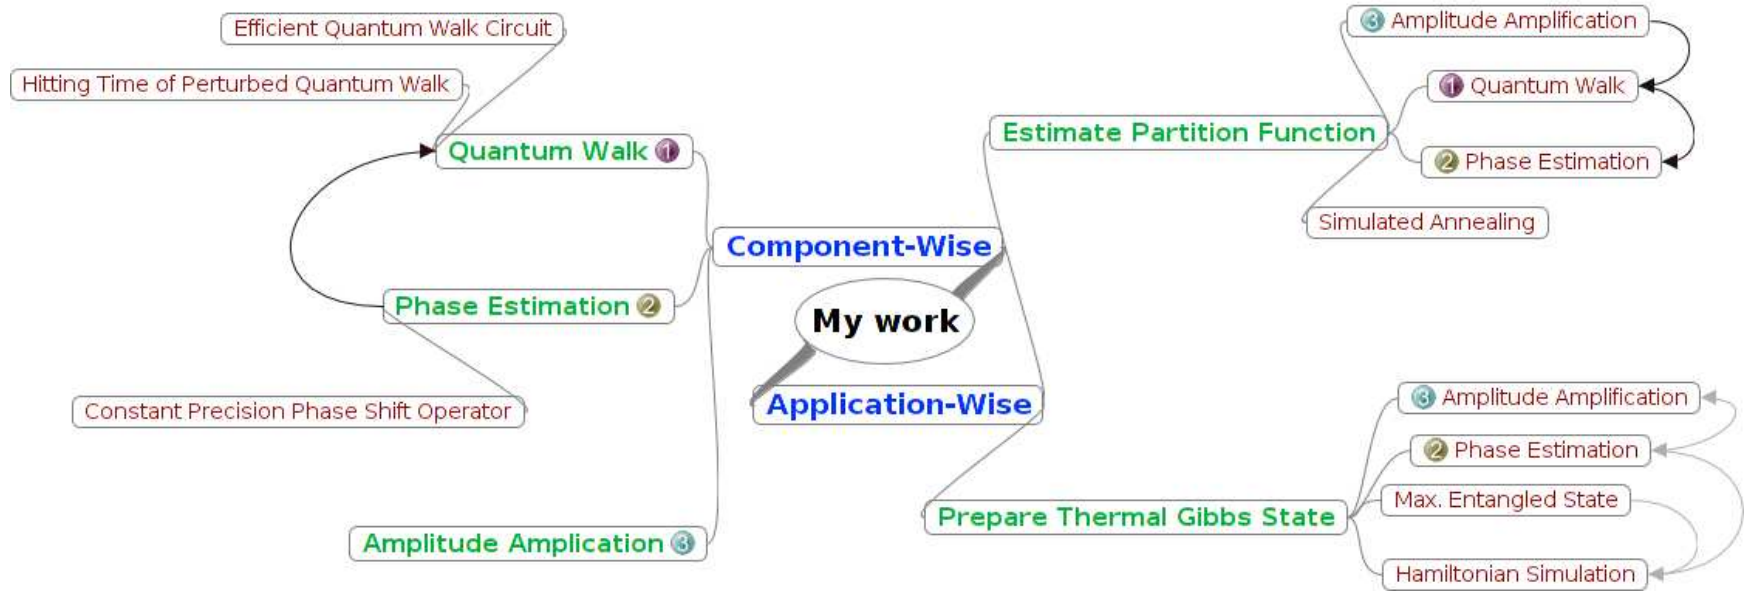 Efficient Quantum Walk Circuit
Hitting Time of Perturbed Quantum Walk
Quantum Walk 1
Phase Estimation 2
Constant Precision Phase Shift Operator
Amplitude Amplication 3
Component-Wise
My work
Application-Wise
Estimate Partition Function
3 Amplitude Amplification
1 Quantum Walk
2 Phase Estimation
Simulated Annealing
Prepare Thermal Gibbs State
3 Amplitude Amplification
2 Phase Estimation
Max. Entangled State
Hamiltonian Simulation